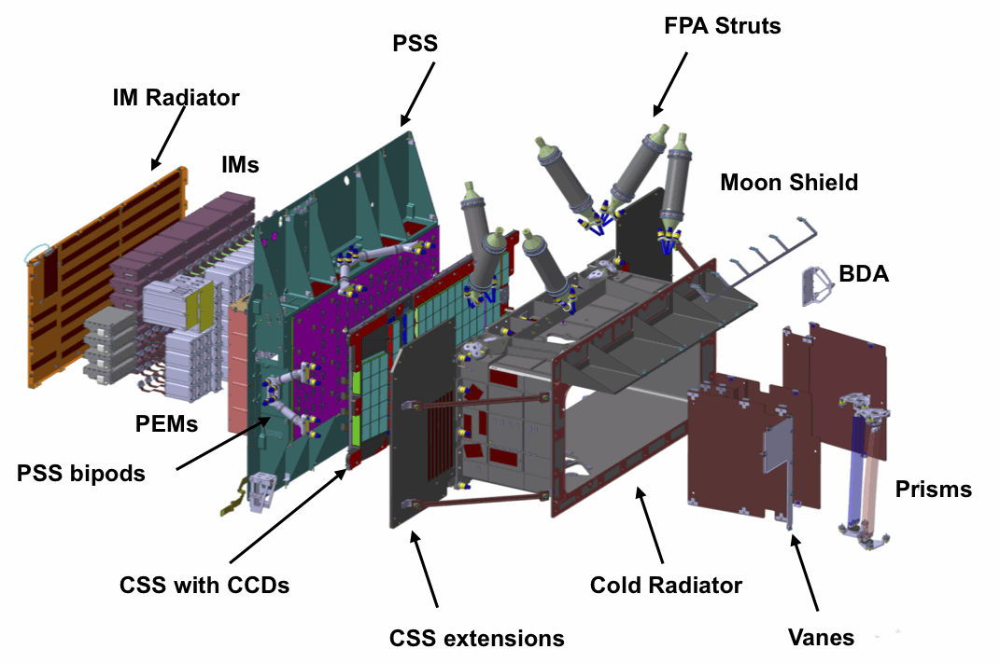 FPA Struts
PSS
IM Radiator
IMs
Moon Shield
BDA
PEMs
PSS bipods
Prisms
CSS with CCDs
Cold Radiator
CSS extensions
Vanes